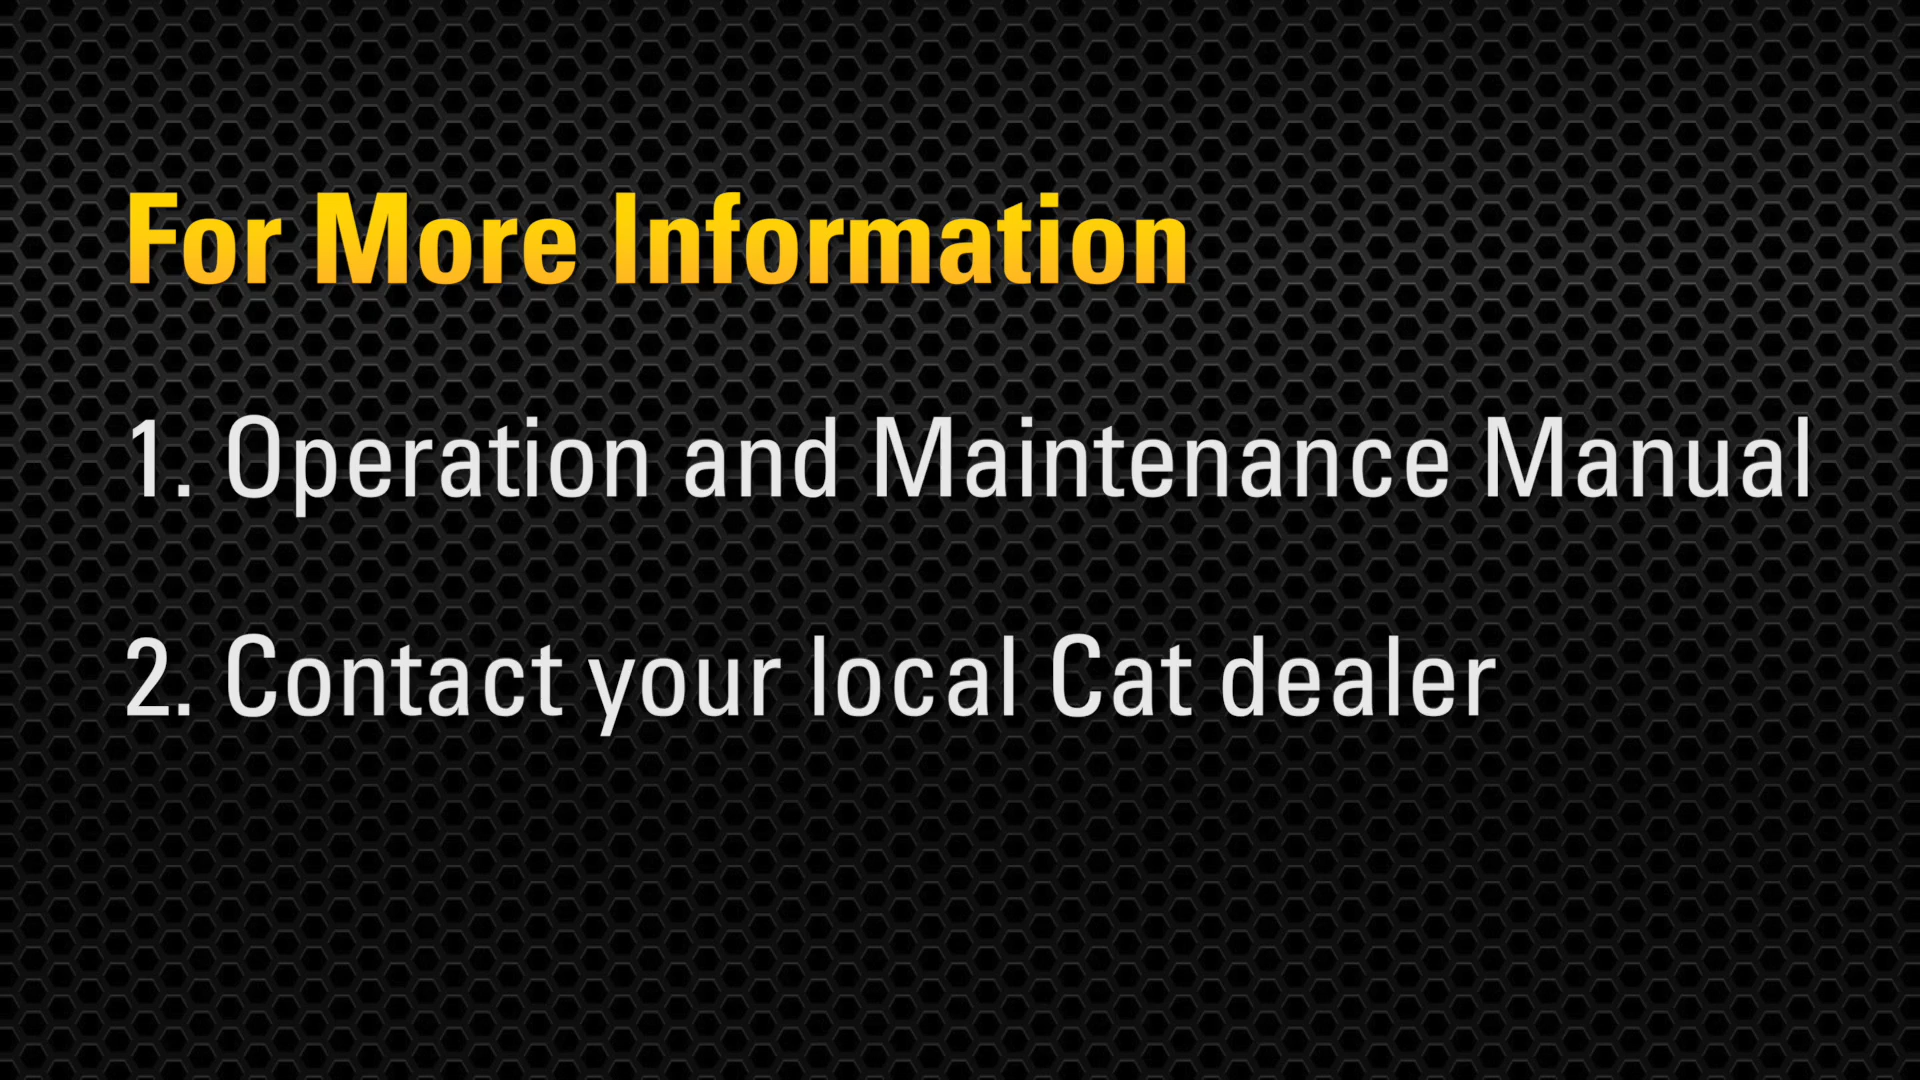 For More Information
1. Operation and Maintenance Manual
2. Contact your local Cat dealer